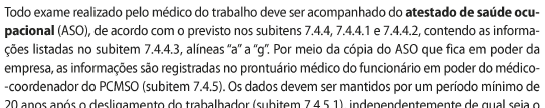 Todo exame realizado pelo médico do trabalho deve ser acompanhado do atestado de saúde ocu-
pacional (ASO), de acordo com o previsto nos subitens 7.4.4, 7.4.4.1 e 7.4.4.2, contendo as informa-
ções listadas no subitem 7.4.4.3, alíneas "a" a "g". Por meio da cópia do ASO que fica em poder da
empresa, as informações são registradas no prontuário médico do funcionário em poder do médico-
-coordenador do PCMSO (subitem 7.4.5). Os dados devem ser mantidos por um período mínimo de
20 anos após o desligamento do trabalhador (subitem 7.4.5.1), independentemente de qual seja o